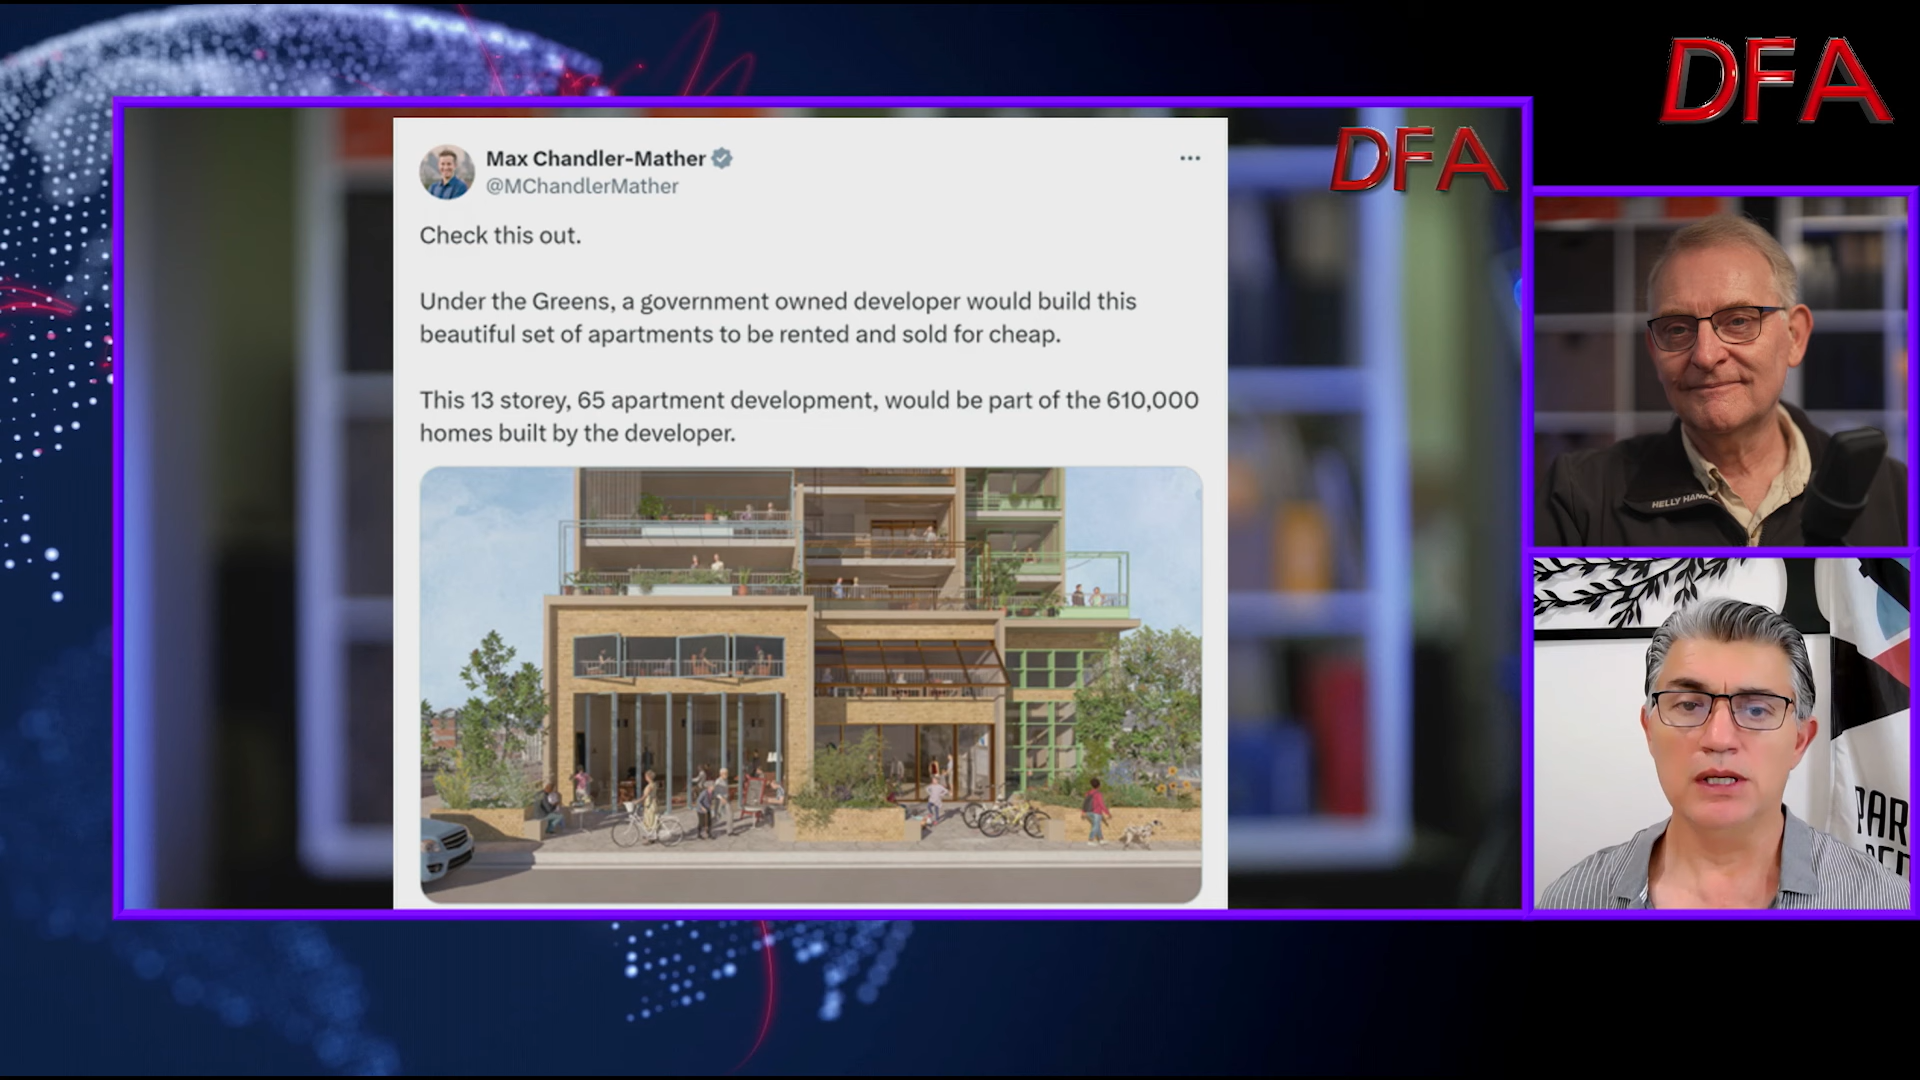 DFA
DFA
Max Chandler-Mather
@MChandlerMather
Check this out.
Under the Greens, a government owned developer would build this
beautiful set of apartments to be rented and sold for cheap.
This 13 storey, 65 apartment development, would be part of the 610,000
homes built by the developer.
HELLY
PAR